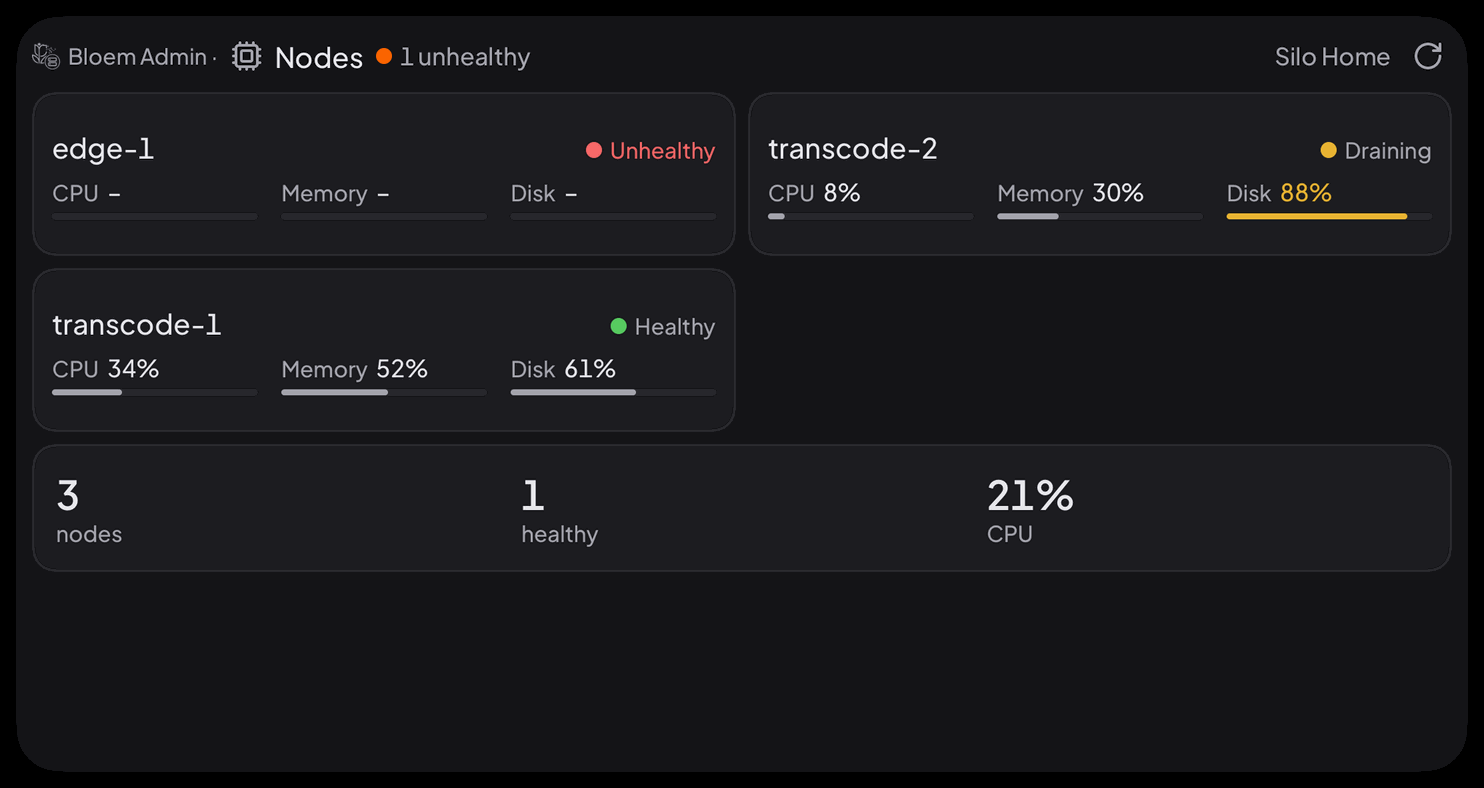 Bloem Admin · Nodes 1 unhealthy Silo Home
edge-1 Unhealthy
CPU – Memory – Disk –
transcode-2 Draining
CPU 8% Memory 30% Disk 88%
transcode-1 Healthy
CPU 34% Memory 52% Disk 61%
3
nodes
1
healthy
21%
CPU